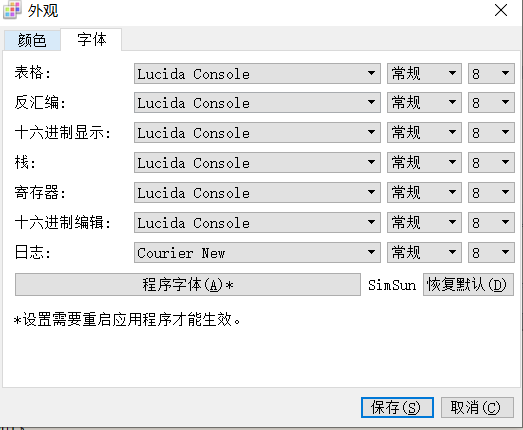 外观
颜色 字体
表格: Lucida Console 常规 8
反汇编: Lucida Console 常规 8
十六进制显示: Lucida Console 常规 8
栈: Lucida Console 常规 8
寄存器: Lucida Console 常规 8
十六进制编辑: Lucida Console 常规 8
日志: Courier New 常规 8
程序字体(A)* SimSun 恢复默认(D)
*设置需要重启应用程序才能生效。
保存(S) 取消(C)